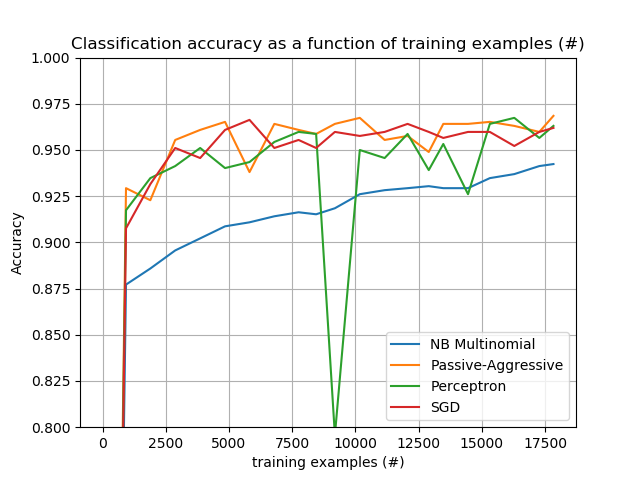 Classification accuracy as a function of training examples (#)
1.000
0.975
0.950
0.925
0.900
0.875
0.850
0.825
0.800
Accuracy
NB Multinomial
Passive-Aggressive
Perceptron
SGD
0 2500 5000 7500 10000 12500 15000 17500
training examples (#)